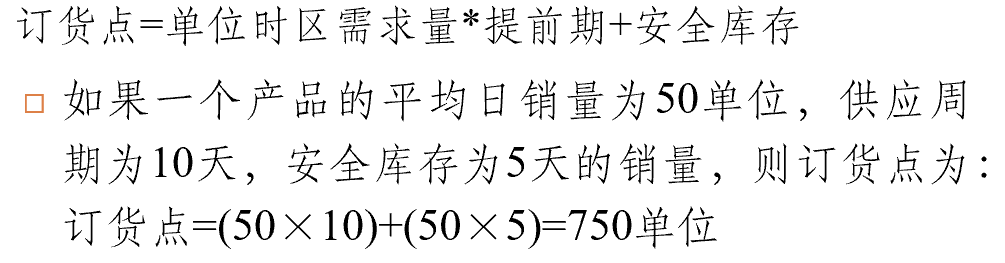 订货点=单位时区需求量*提前期+安全库存
□ 如果一个产品的平均日销量为50单位，供应周
期为10天，安全库存为5天的销量，则订货点为：
订货点=(50×10)+(50×5)=750单位